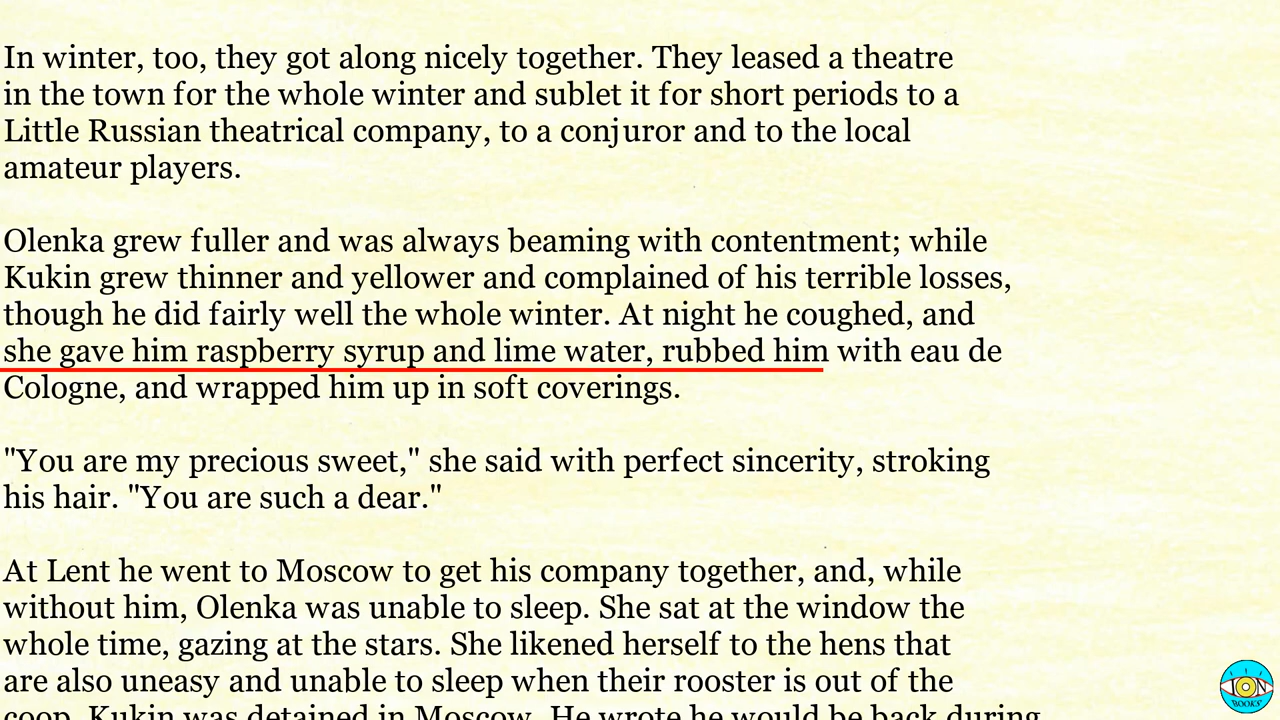 In winter, too, they got along nicely together. They leased a theatre
in the town for the whole winter and sublet it for short periods to a
Little Russian theatrical company, to a conjuror and to the local
amateur players.
Olenka grew fuller and was always beaming with contentment; while
Kukin grew thinner and yellower and complained of his terrible losses,
though he did fairly well the whole winter. At night he coughed, and
she gave him raspberry syrup and lime water, rubbed him with eau de
Cologne, and wrapped him up in soft coverings.
"You are my precious sweet," she said with perfect sincerity, stroking
his hair. "You are such a dear."
At Lent he went to Moscow to get his company together, and, while
without him, Olenka was unable to sleep. She sat at the window the
whole time, gazing at the stars. She likened herself to the hens that
are also uneasy and unable to sleep when their rooster is out of the
coop. Kukin was detained in Moscow. He wrote he would be back during
ION
BOOKS